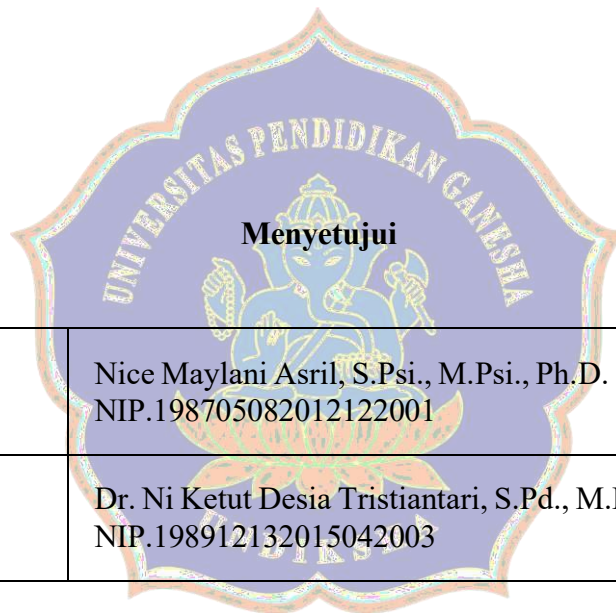 UNIVERSITAS PENDIDIKAN GANESHA
Menyetujui
Nice Maylani Asril, S.Psi., M.Psi., Ph.D.
NIP.198705082012122001
Dr. Ni Ketut Desia Tristiantari, S.Pd., M.
NIP.198912132015042003
UNDIKSHA